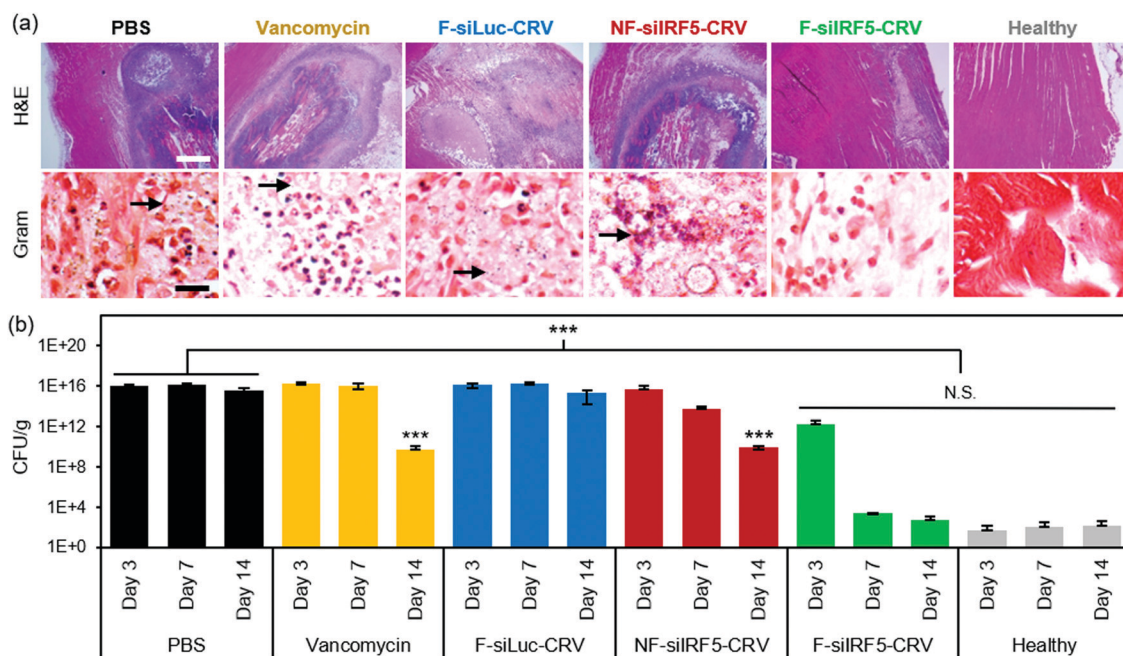 (a)
PBS Vancomycin F-siLuc-CRV NF-siIRF5-CRV F-siIRF5-CRV Healthy
H&E
Gram
(b)
***
1E+20
1E+16
1E+12
1E+8
1E+4
1E+0
CFU/g
***
***
N.S.
Day 3 Day 7 Day 14 Day 3 Day 7 Day 14 Day 3 Day 7 Day 14 Day 3 Day 7 Day 14 Day 3 Day 7 Day 14 Day 3 Day 7 Day 14
PBS Vancomycin F-siLuc-CRV NF-siIRF5-CRV F-siIRF5-CRV Healthy